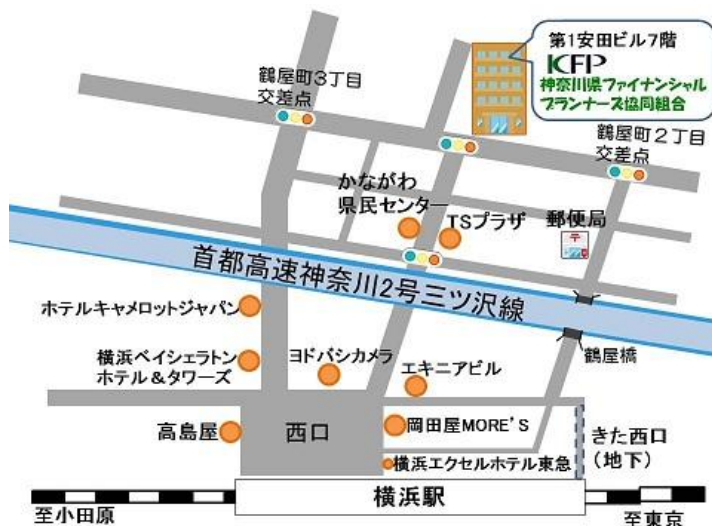 第1安田ビル7階
KFP
神奈川県ファイナンシャル
プランナーズ協同組合
鶴屋町3丁目
交差点
鶴屋町2丁目
交差点
かながわ
県民センター
TSプラザ
郵便局
〒
首都高速神奈川2号三ツ沢線
ホテルキャメロットジャパン
鶴屋橋
横浜ベイシェラトン
ホテル&タワーズ
ヨドバシカメラ
エキニアビル
高島屋
西口
岡田屋MORE'S
きた西口
(地下)
横浜エクセルホテル東急
横浜駅
至小田原
至東京